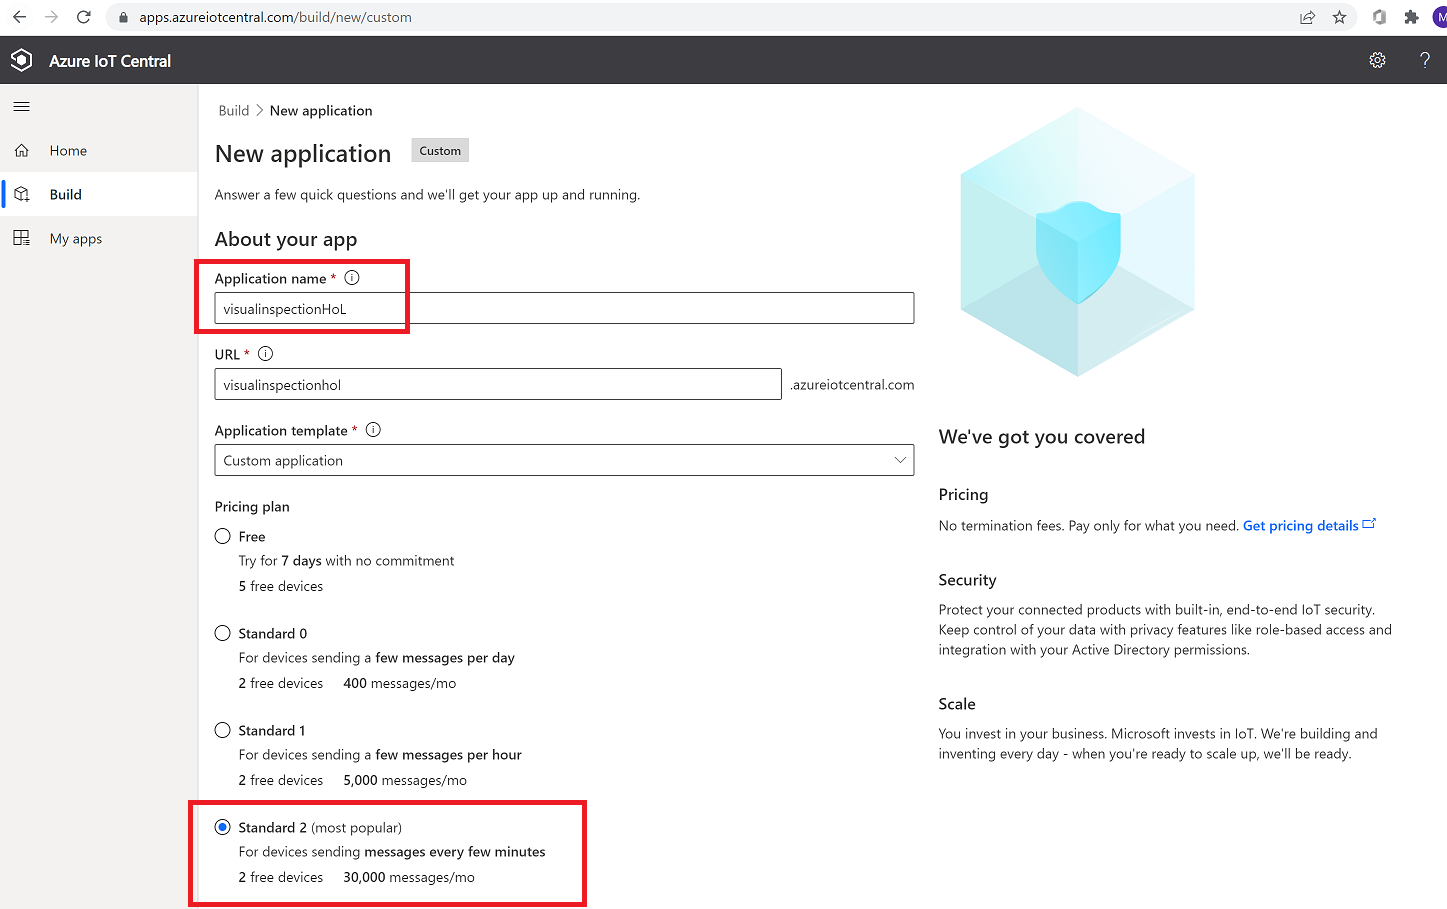 apps.azureiotcentral.com/build/new/custom
M
Azure IoT Central
?
Build > New application
Home
Build
My apps
New application Custom
Answer a few quick questions and we'll get your app up and running.
About your app
Application name *
visualinspectionHoL
URL *
visualinspectionhol .azureiotcentral.com
Application template *
Custom application
Pricing plan
Free
Try for 7 days with no commitment
5 free devices
Standard 0
For devices sending a few messages per day
2 free devices 400 messages/mo
Standard 1
For devices sending a few messages per hour
2 free devices 5,000 messages/mo
Standard 2 (most popular)
For devices sending messages every few minutes
2 free devices 30,000 messages/mo
We've got you covered
Pricing
No termination fees. Pay only for what you need. Get pricing details
Security
Protect your connected products with built-in, end-to-end IoT security.
Keep control of your data with privacy features like role-based access and
integration with your Active Directory permissions.
Scale
You invest in your business. Microsoft invests in IoT. We're building and
inventing every day - when you're ready to scale up, we'll be ready.